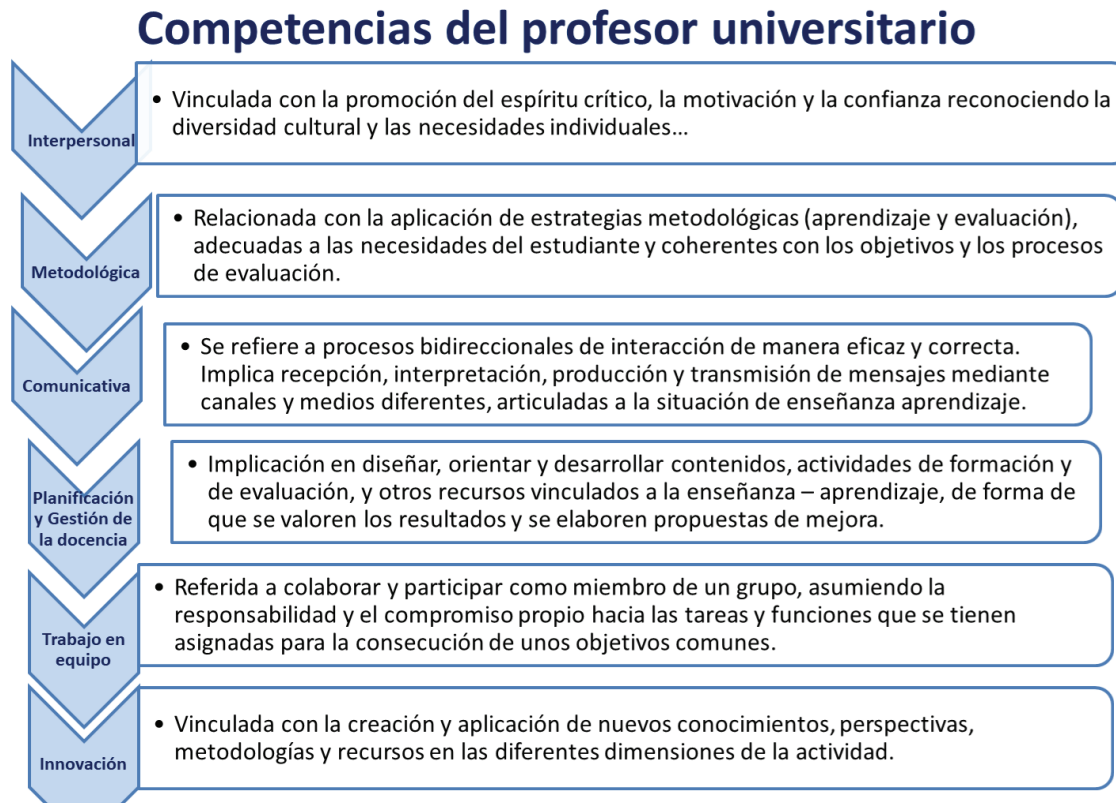 Competencias del profesor universitario
Interpersonal
• Vinculada con la promoción del espíritu crítico, la motivación y la confianza reconociendo la
diversidad cultural y las necesidades individuales...
Metodológica
• Relacionada con la aplicación de estrategias metodológicas (aprendizaje y evaluación),
adecuadas a las necesidades del estudiante y coherentes con los objetivos y los procesos
de evaluación.
Comunicativa
• Se refiere a procesos bidireccionales de interacción de manera eficaz y correcta.
Implica recepción, interpretación, producción y transmisión de mensajes mediante
canales y medios diferentes, articuladas a la situación de enseñanza aprendizaje.
Planificación
y Gestión de
la docencia
• Implicación en diseñar, orientar y desarrollar contenidos, actividades de formación y
de evaluación, y otros recursos vinculados a la enseñanza – aprendizaje, de forma de
que se valoren los resultados y se elaboren propuestas de mejora.
Trabajo en
equipo
• Referida a colaborar y participar como miembro de un grupo, asumiendo la
responsabilidad y el compromiso propio hacia las tareas y funciones que se tienen
asignadas para la consecución de unos objetivos comunes.
Innovación
• Vinculada con la creación y aplicación de nuevos conocimientos, perspectivas,
metodologías y recursos en las diferentes dimensiones de la actividad.